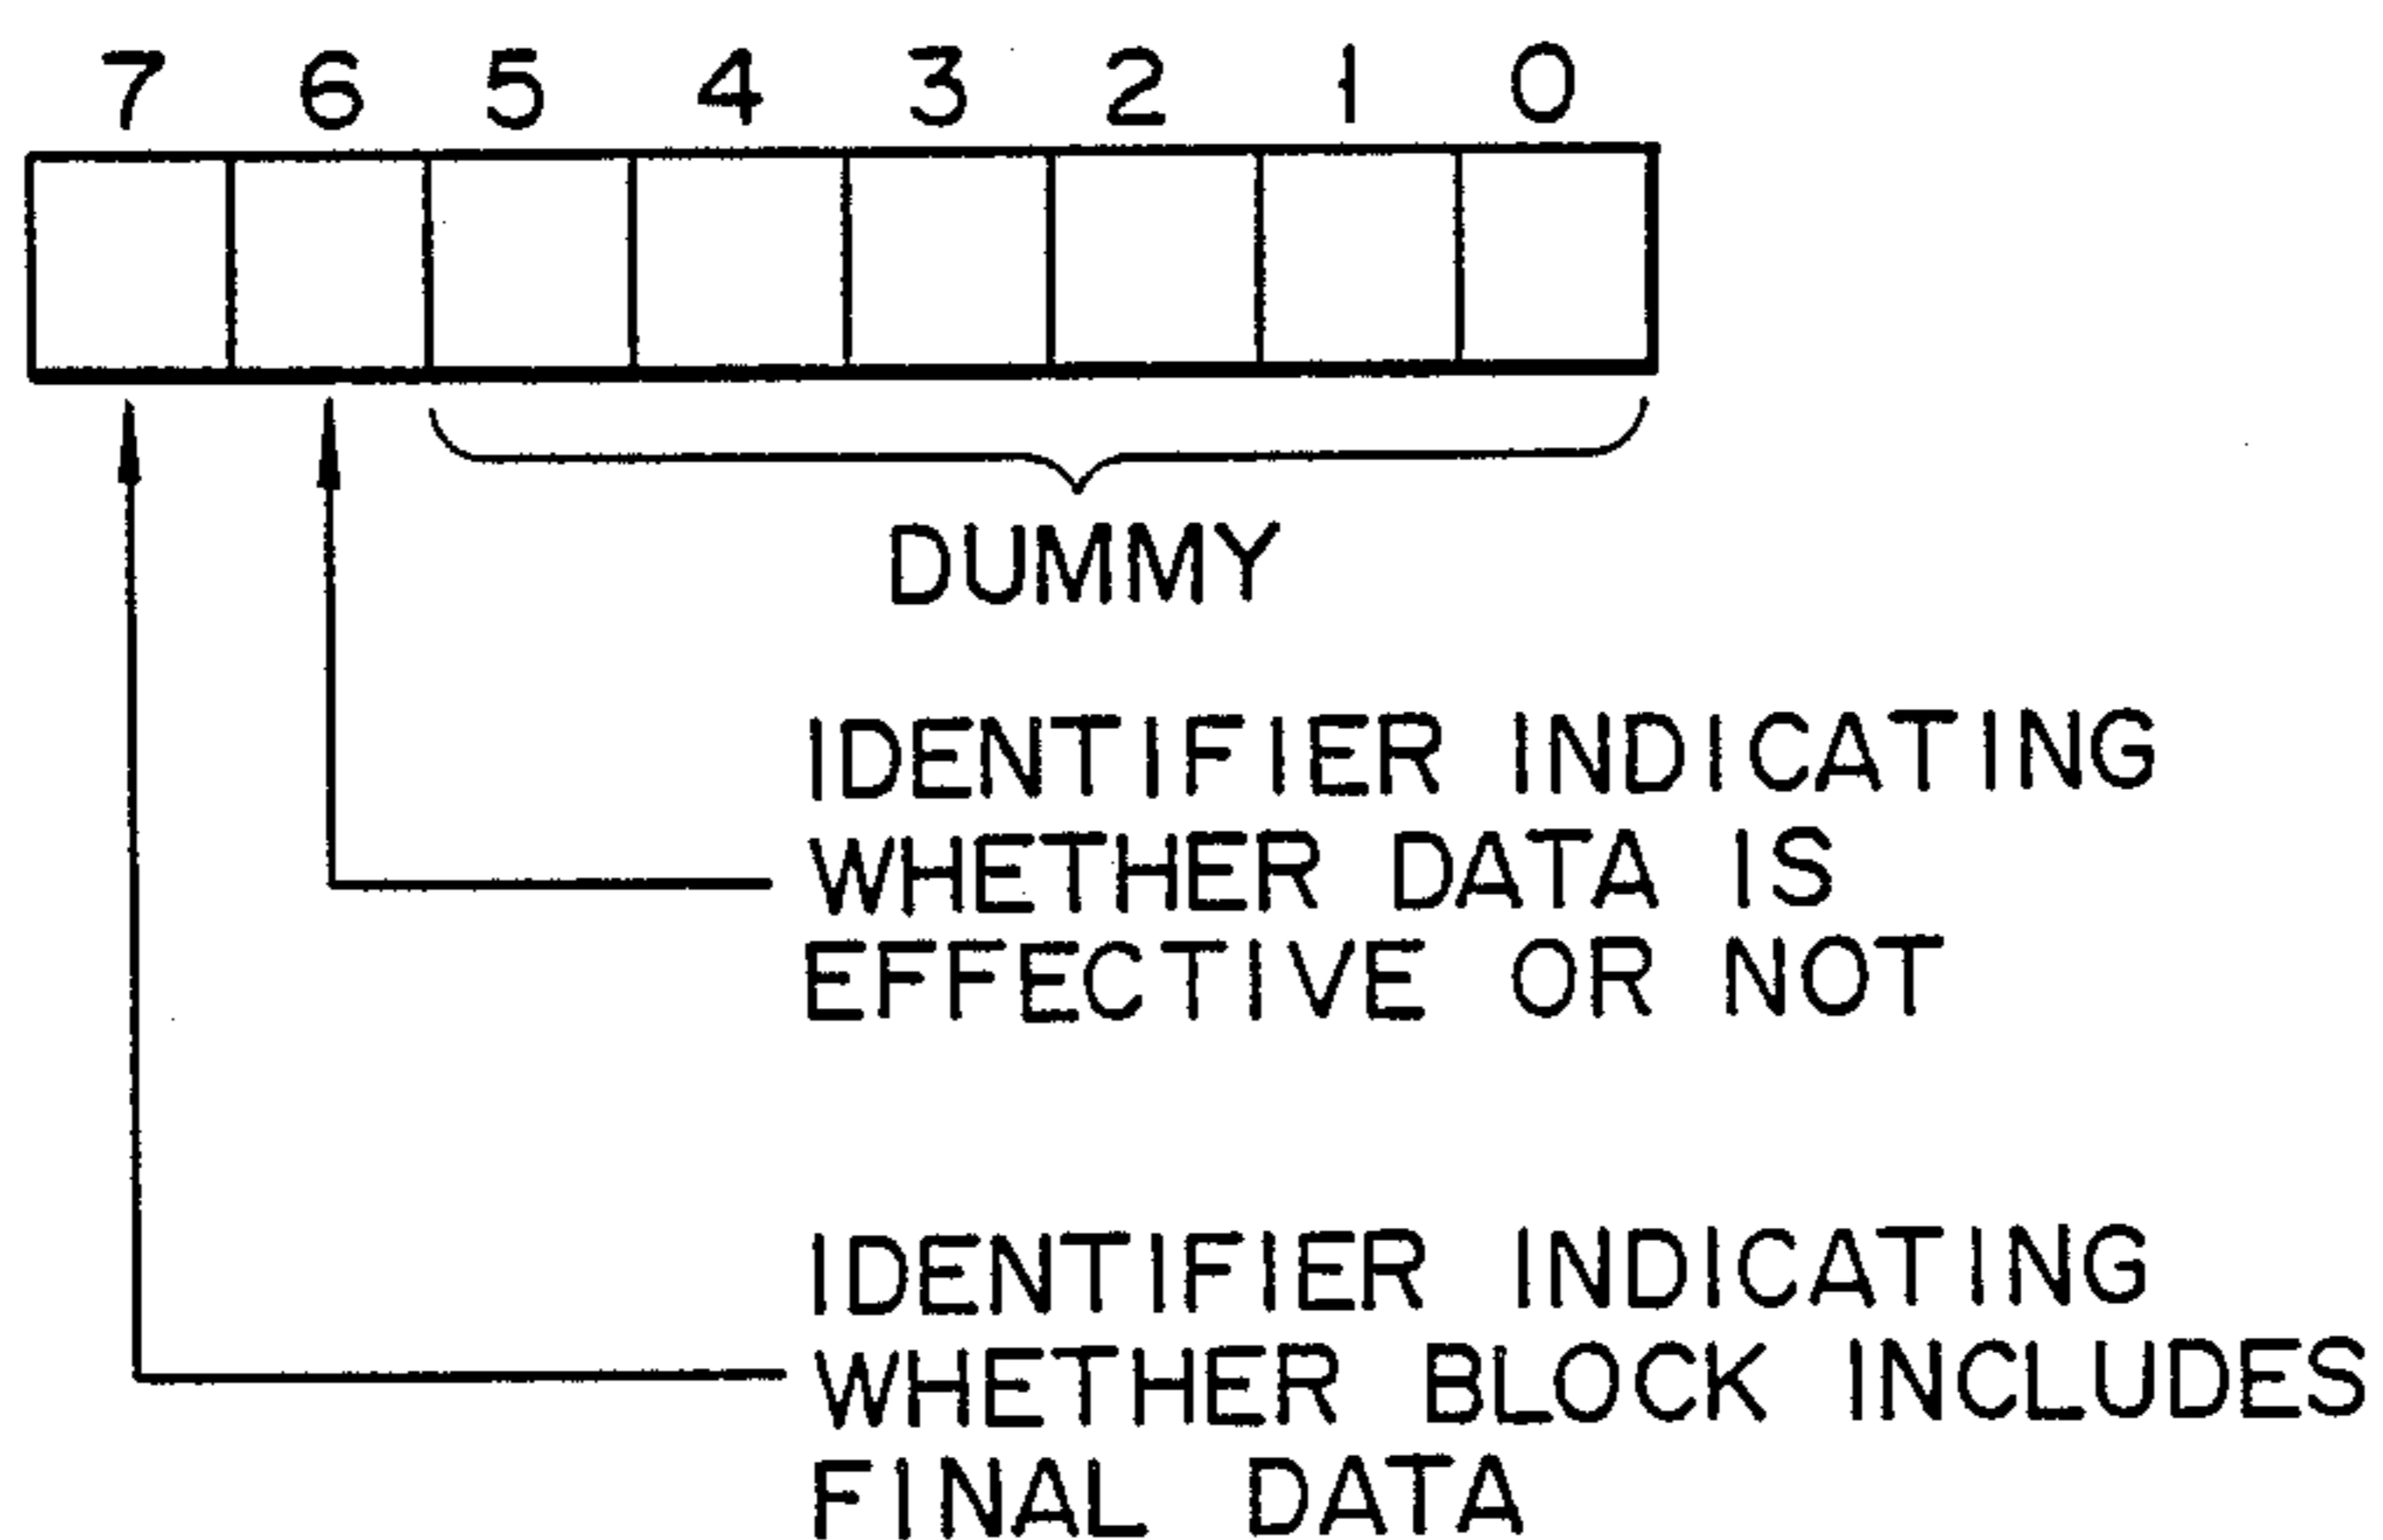 7 6 5 4 3 2 1 0
DUMMY
IDENTIFIER INDICATING
WHETHER DATA IS
EFFECTIVE OR NOT
IDENTIFIER INDICATING
WHETHER BLOCK INCLUDES
FINAL DATA